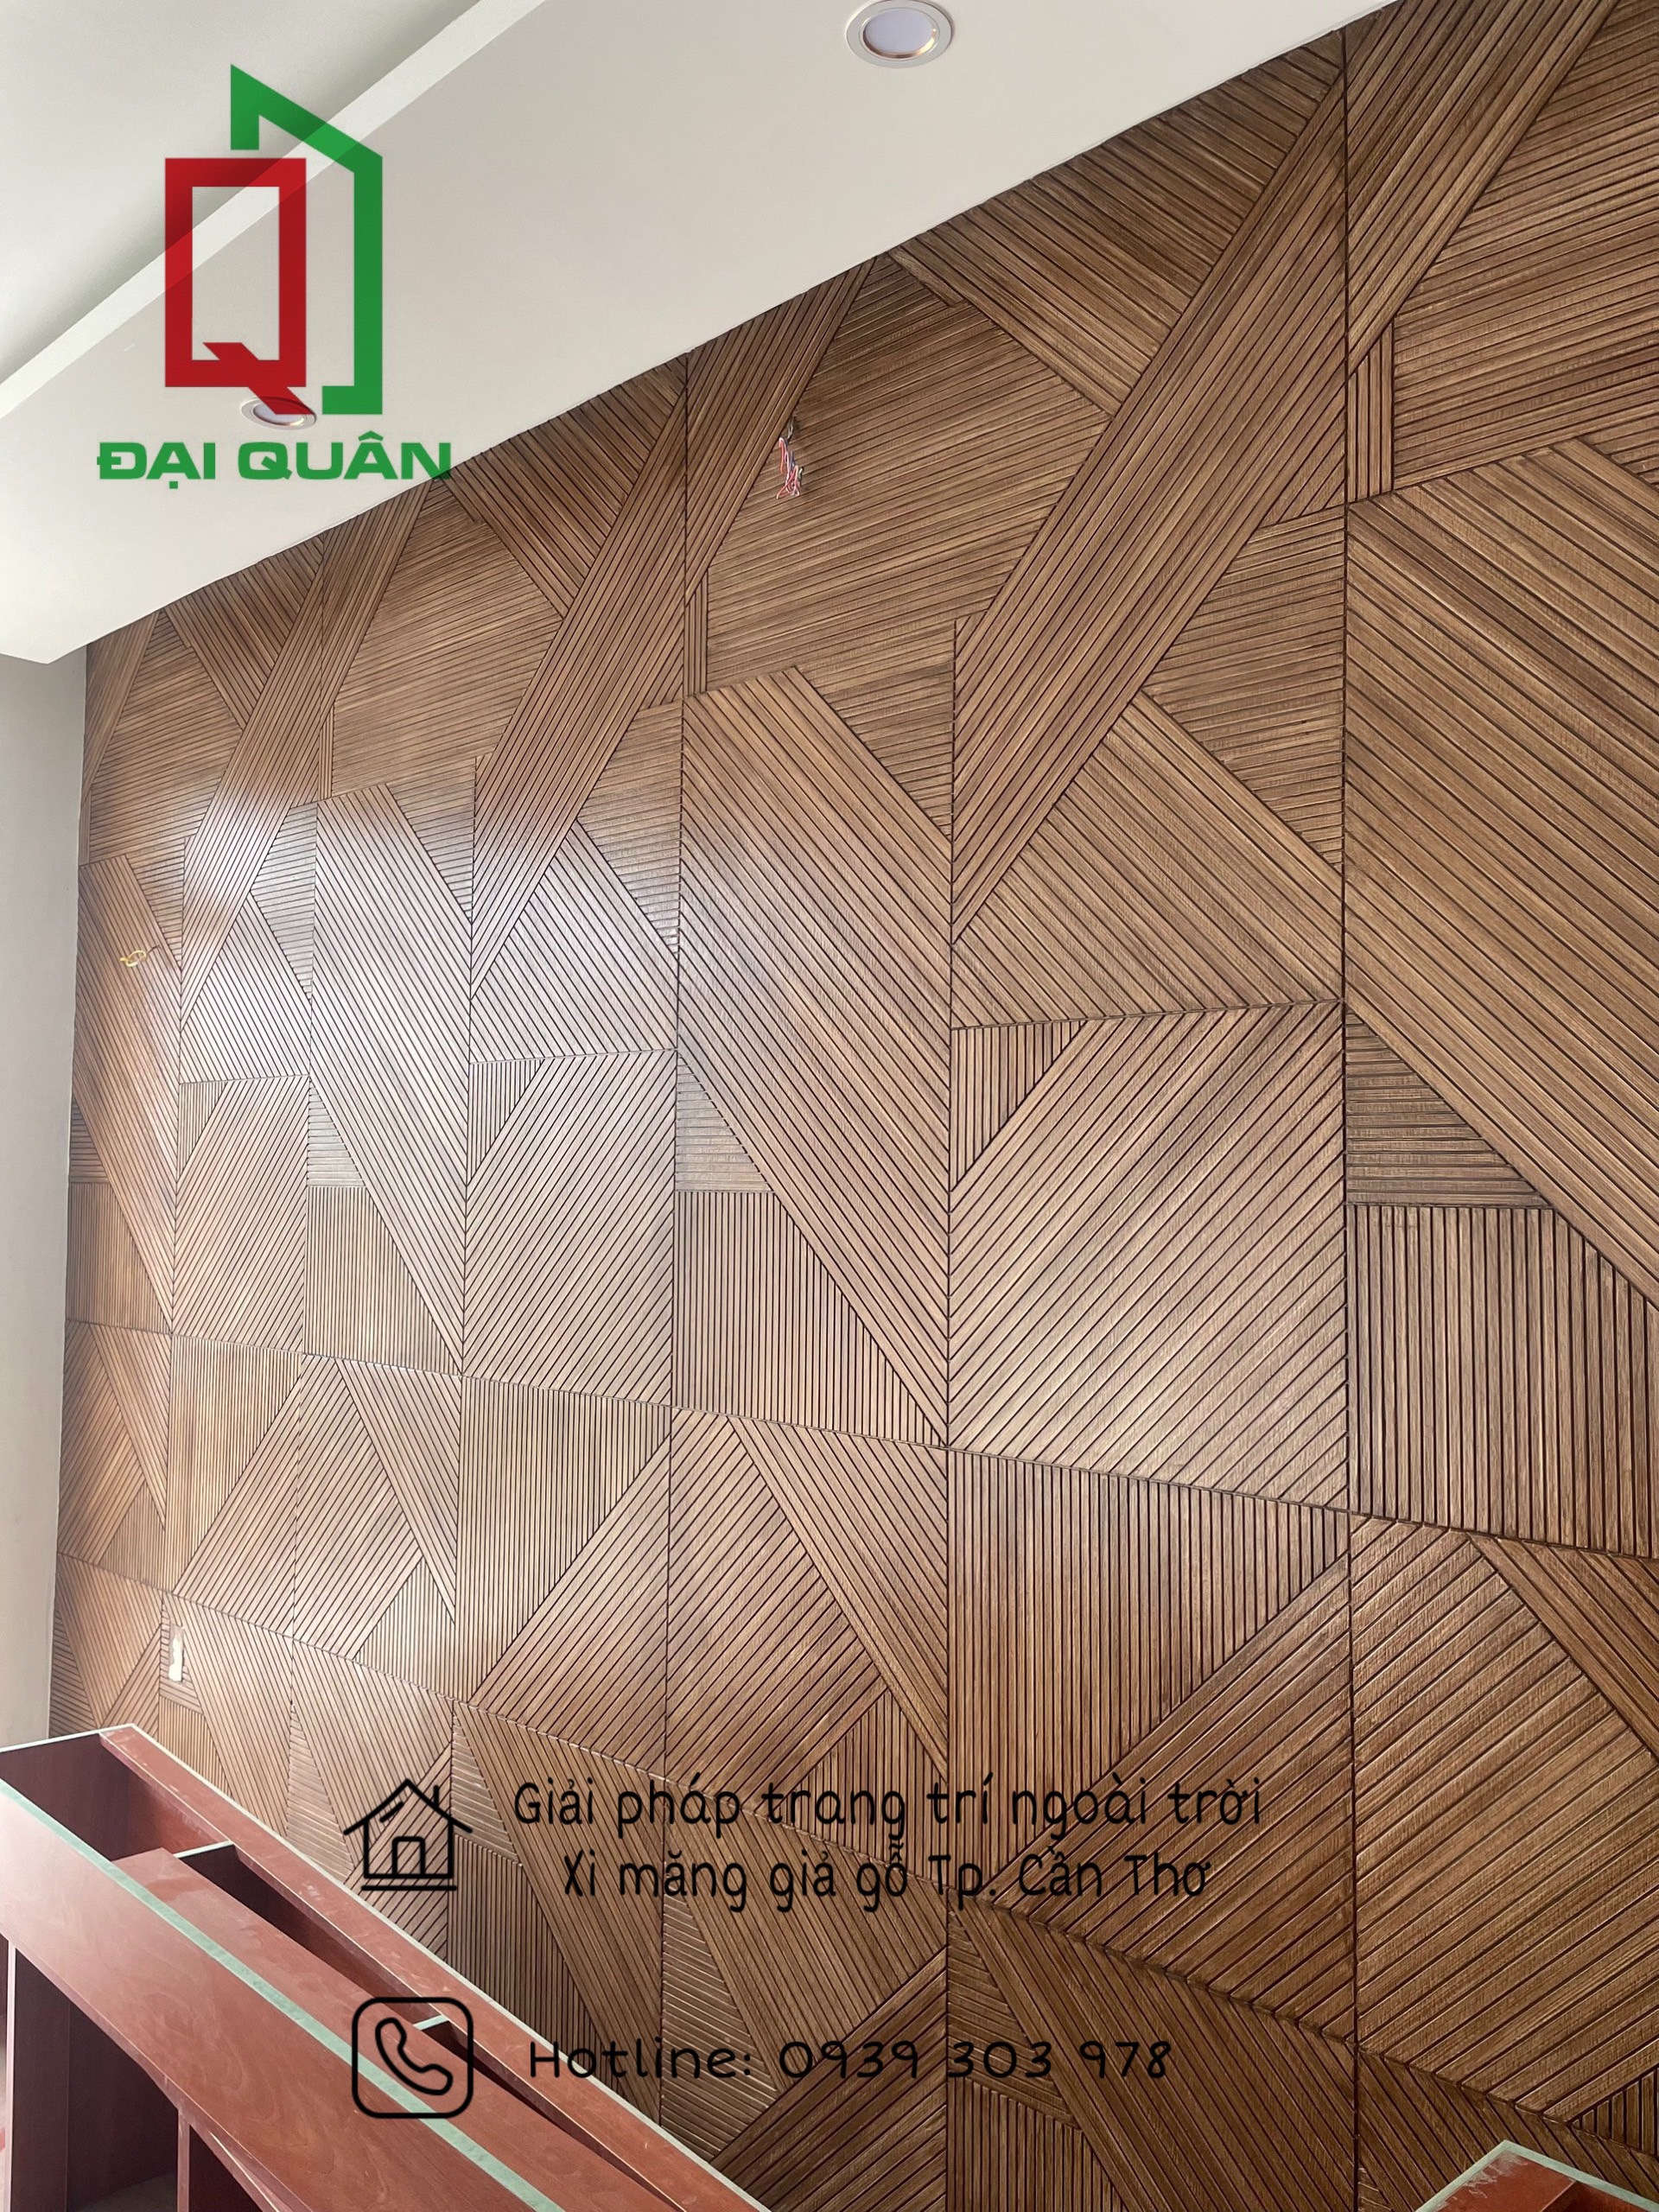 ĐẠI QUÂN
Giải pháp trang trí ngoài trời
Xi măng giả gỗ Tp. Cần Thơ
Hotline: 0939 303 978